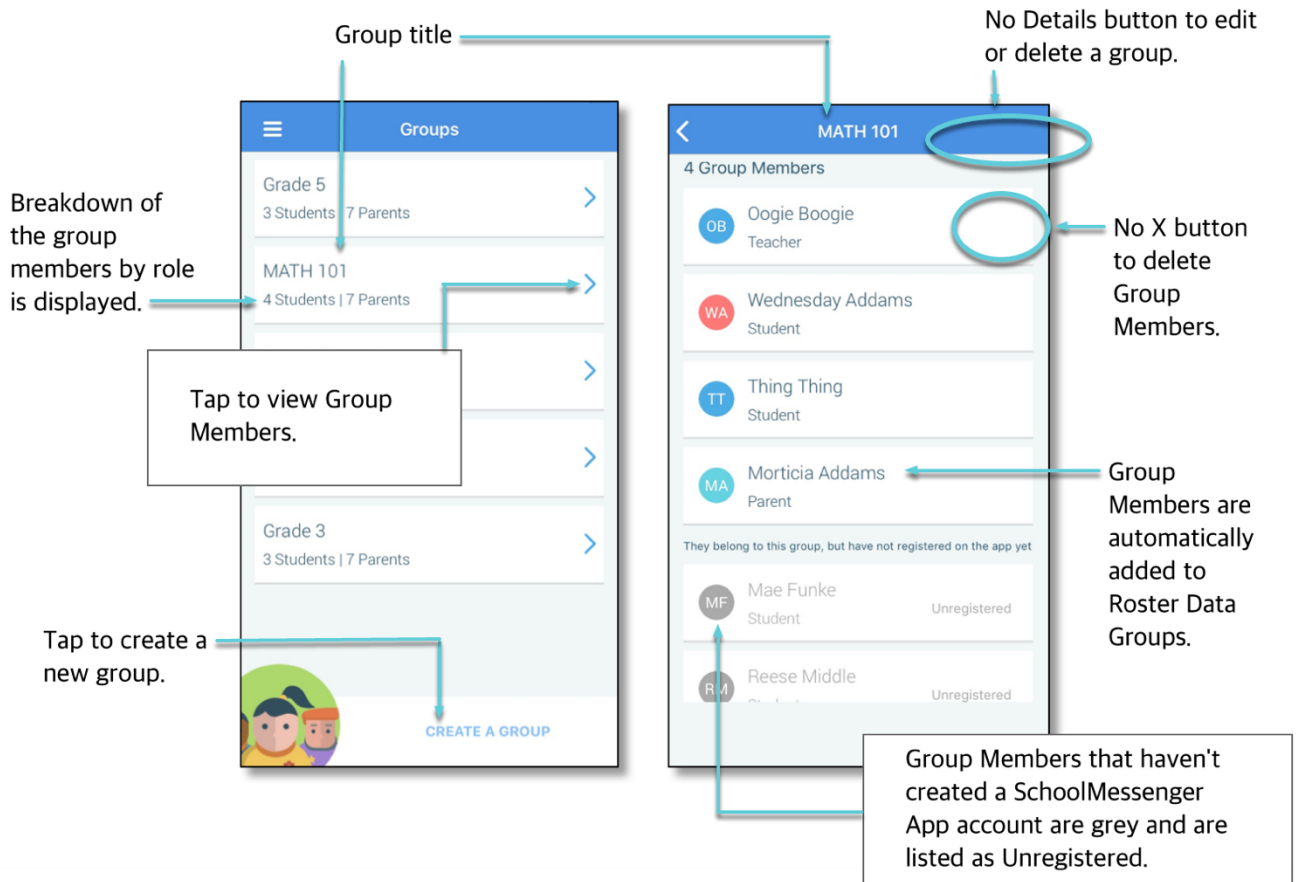 Group title
No Details button to edit
or delete a group.
Groups
Grade 5
3 Students | 7 Parents
MATH 101
4 Students | 7 Parents
Grade 3
3 Students | 7 Parents
CREATE A GROUP
Breakdown of
the group
members by role
is displayed.
Tap to view Group
Members.
Tap to create a
new group.
MATH 101
4 Group Members
OB
Oogie Boogie
Teacher
WA
Wednesday Addams
Student
TT
Thing Thing
Student
MA
Morticia Addams
Parent
They belong to this group, but have not registered on the app yet
MF
Mae Funke
Student
Unregistered
RM
Reese Middle
Student
Unregistered
No X button
to delete
Group
Members.
Group
Members are
automatically
added to
Roster Data
Groups.
Group Members that haven't
created a SchoolMessenger
App account are grey and are
listed as Unregistered.